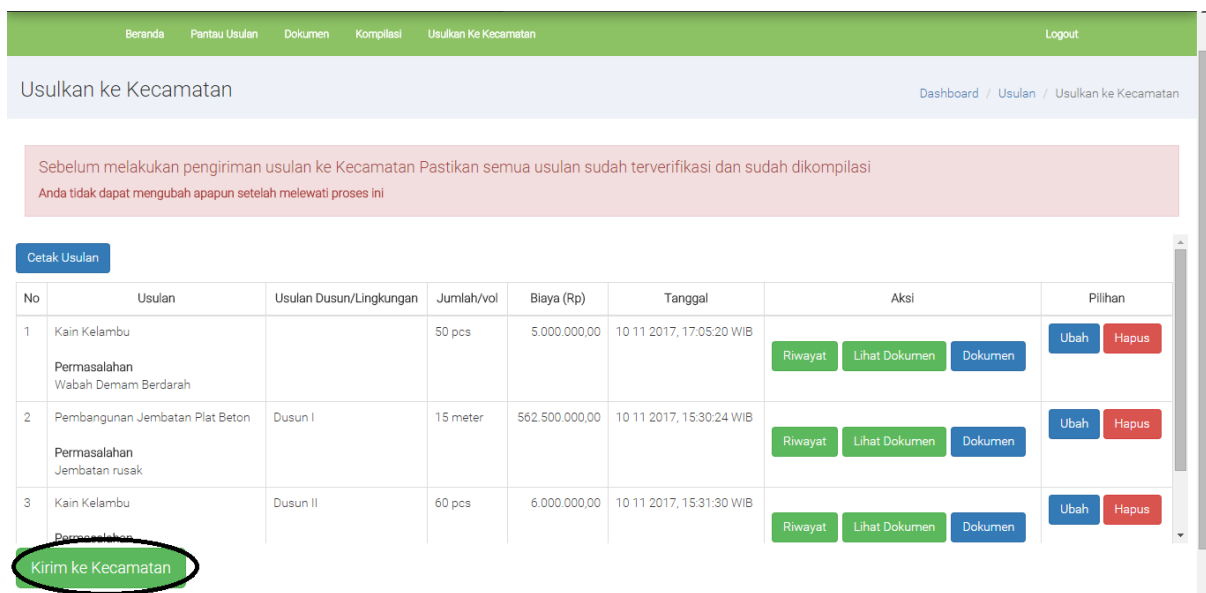 Beranda Pantau Usulan Dokumen Kompilasi Usulkan Ke Kecamatan Logout
Usulkan ke Kecamatan Dashboard / Usulan / Usulkan ke Kecamatan
Sebelum melakukan pengiriman usulan ke Kecamatan Pastikan semua usulan sudah terverifikasi dan sudah dikompilasi
Anda tidak dapat mengubah apapun setelah melewati proses ini
Cetak Usulan
No Usulan Usulan Dusun/Lingkungan Jumlah/vol Biaya (Rp) Tanggal Aksi Pilihan
1 Kain Kelambu 50 pcs 5.000.000,00 10 11 2017, 17:05:20 WIB
Ubah Hapus
Riwayat Lihat Dokumen Dokumen
Permasalahan
Wabah Demam Berdarah
2 Pembangunan Jembatan Plat Beton Dusun I 15 meter 562.500.000,00 10 11 2017, 15:30:24 WIB
Ubah Hapus
Riwayat Lihat Dokumen Dokumen
Permasalahan
Jembatan rusak
3 Kain Kelambu Dusun II 60 pcs 6.000.000,00 10 11 2017, 15:31:30 WIB
Ubah Hapus
Riwayat Lihat Dokumen Dokumen
Permasalahan
Kirim ke Kecamatan